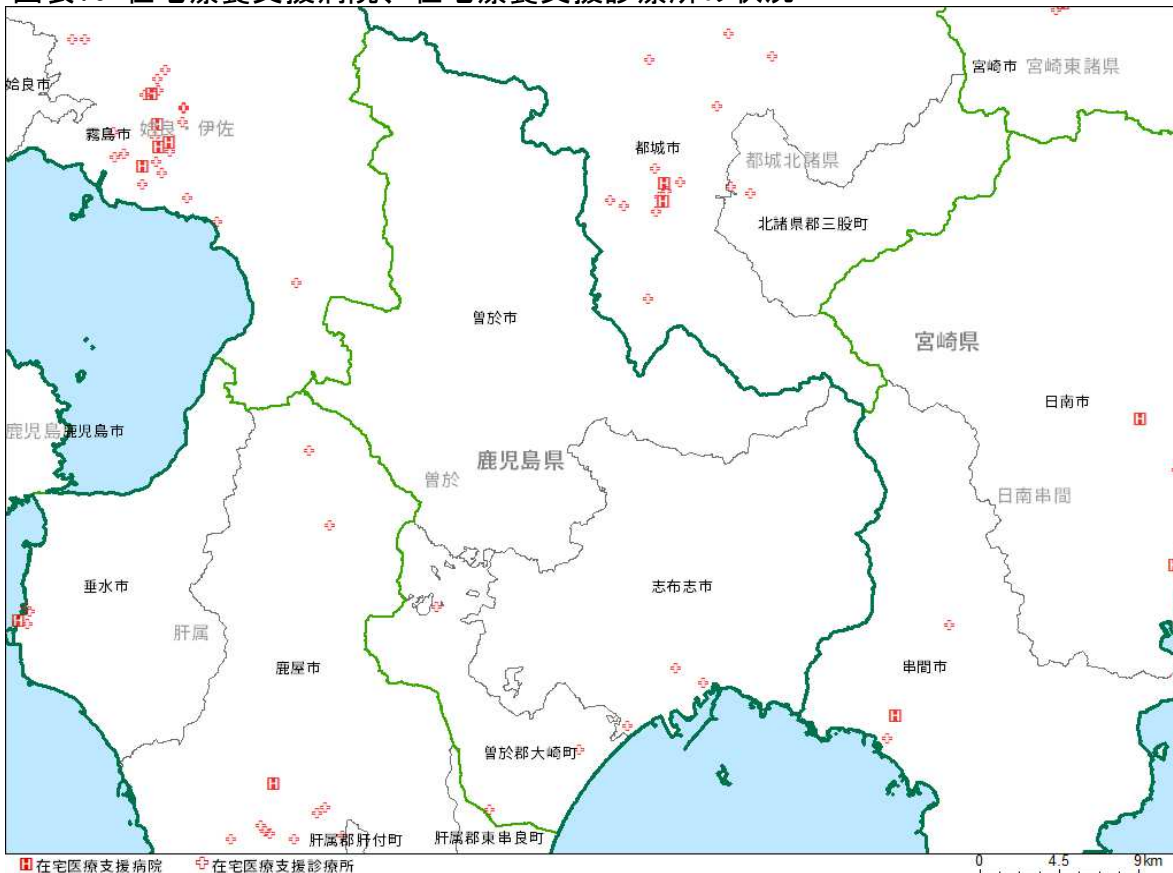 宮崎市 宮崎東諸県
姶良市
霧島市 姶良・伊佐
都城市
都城北諸県
北諸県郡三股町
曽於市
宮崎県
日南市
鹿児島 鹿児島市
鹿児島県
曽於
日南串間
垂水市
志布志市
肝属
鹿屋市
串間市
曽於郡大崎町
肝属郡肝付町
肝属郡東串良町
H 在宅医療支援病院 在宅医療支援診療所
0 4.5 9km